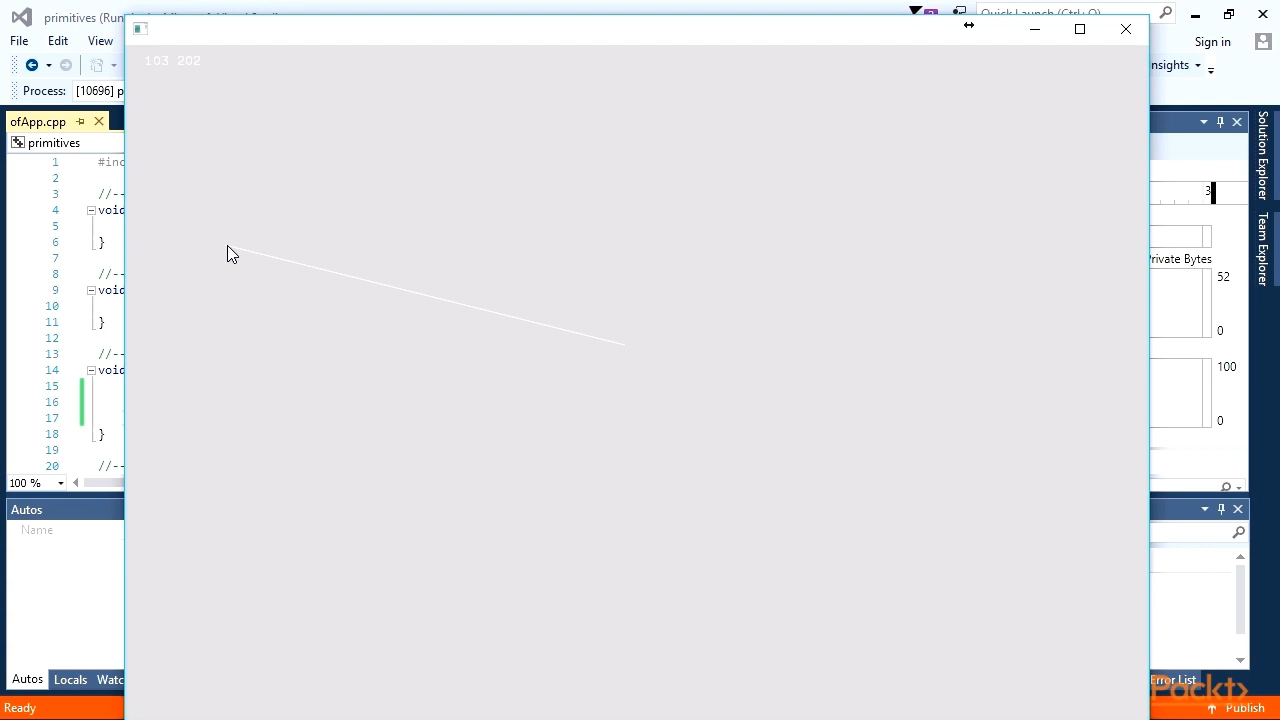 primitives (Run
Quick Launch (Ctrl+Q)
File Edit View
Sign in
Insights
Process: [10696] p
103 202
ofApp.cpp
primitives
1 #inc
2
3 //--
4 void
5
6 }
7
8 //--
9 void
10
11 }
12
13 //--
14 void
15
16
17
18 }
19
20 //--
100 %
Autos
Name
Autos Locals Watc
Ready
Solution Explorer
Team Explorer
3
Private Bytes
52
0
100
0
Error List
Packt>
Publish